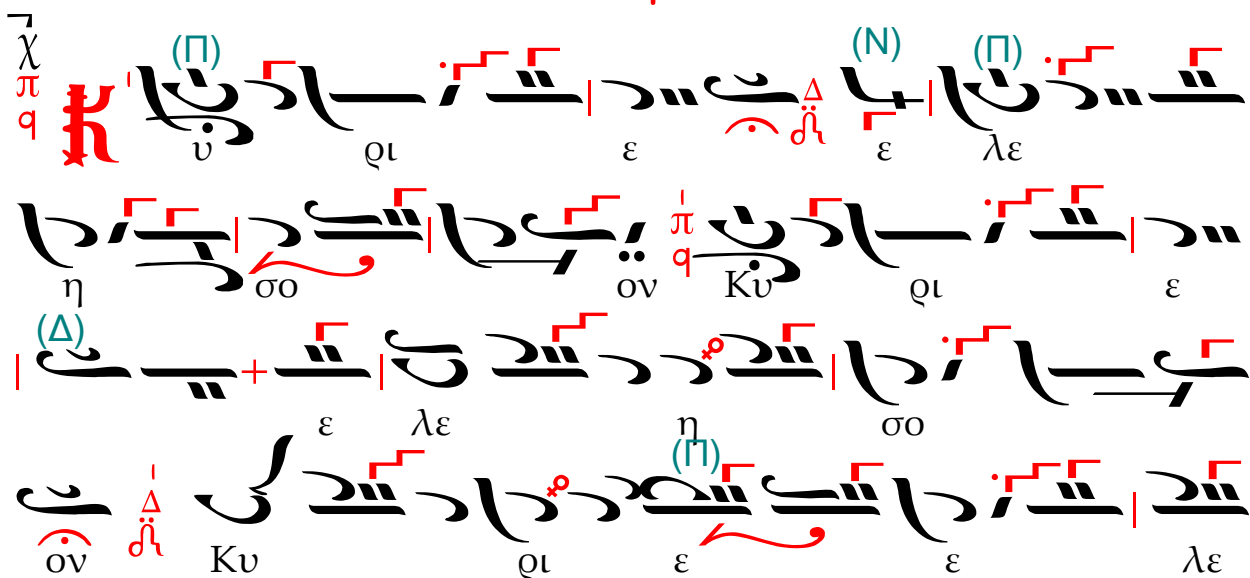 (Π) (Ν) (Π)
χ π q Κ υ ρι ε Δ ε λε
η σο ον π q Κυ ρι ε
(Δ)
ε λε η σο
(Π)
ον Δ Κυ ρι ε ε λε